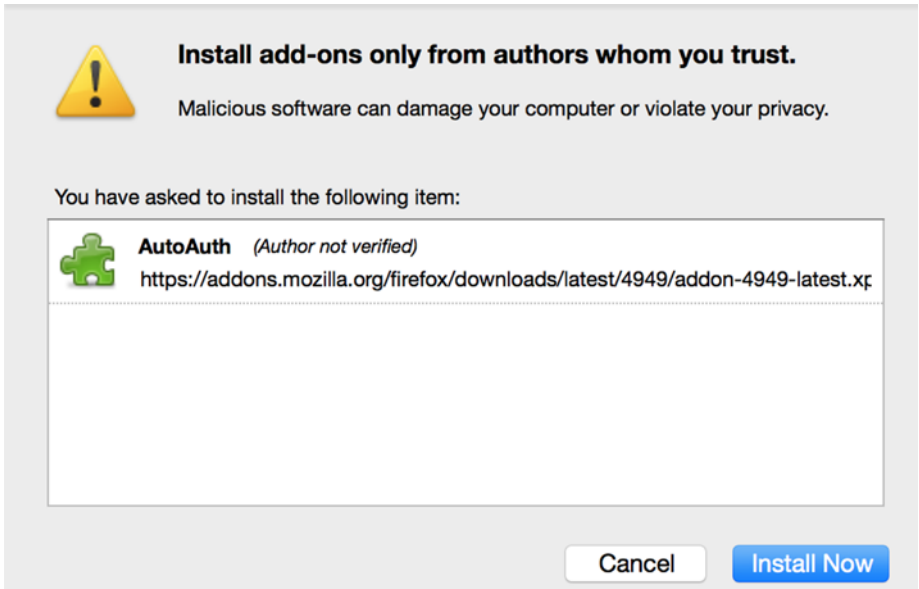 Install add-ons only from authors whom you trust.
Malicious software can damage your computer or violate your privacy.
You have asked to install the following item:
AutoAuth (Author not verified)
https://addons.mozilla.org/firefox/downloads/latest/4949/addon-4949-latest.xp
Cancel Install Now